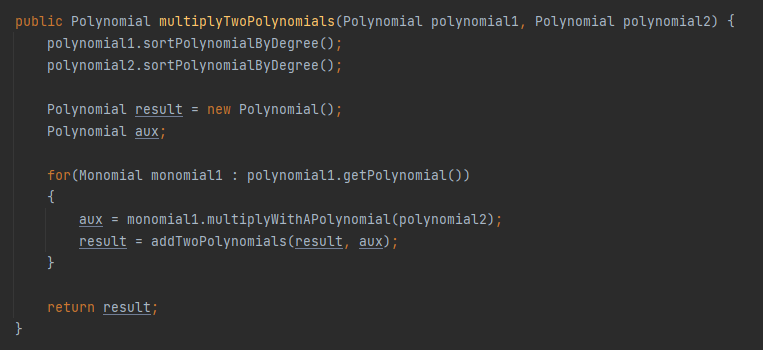 public Polynomial multiplyTwoPolynomials(Polynomial polynomial1, Polynomial polynomial2) {
    polynomial1.sortPolynomialByDegree();
    polynomial2.sortPolynomialByDegree();

    Polynomial result = new Polynomial();
    Polynomial aux;

    for(Monomial monomial1 : polynomial1.getPolynomial())
    {
        aux = monomial1.multiplyWithAPolynomial(polynomial2);
        result = addTwoPolynomials(result, aux);
    }

    return result;
}